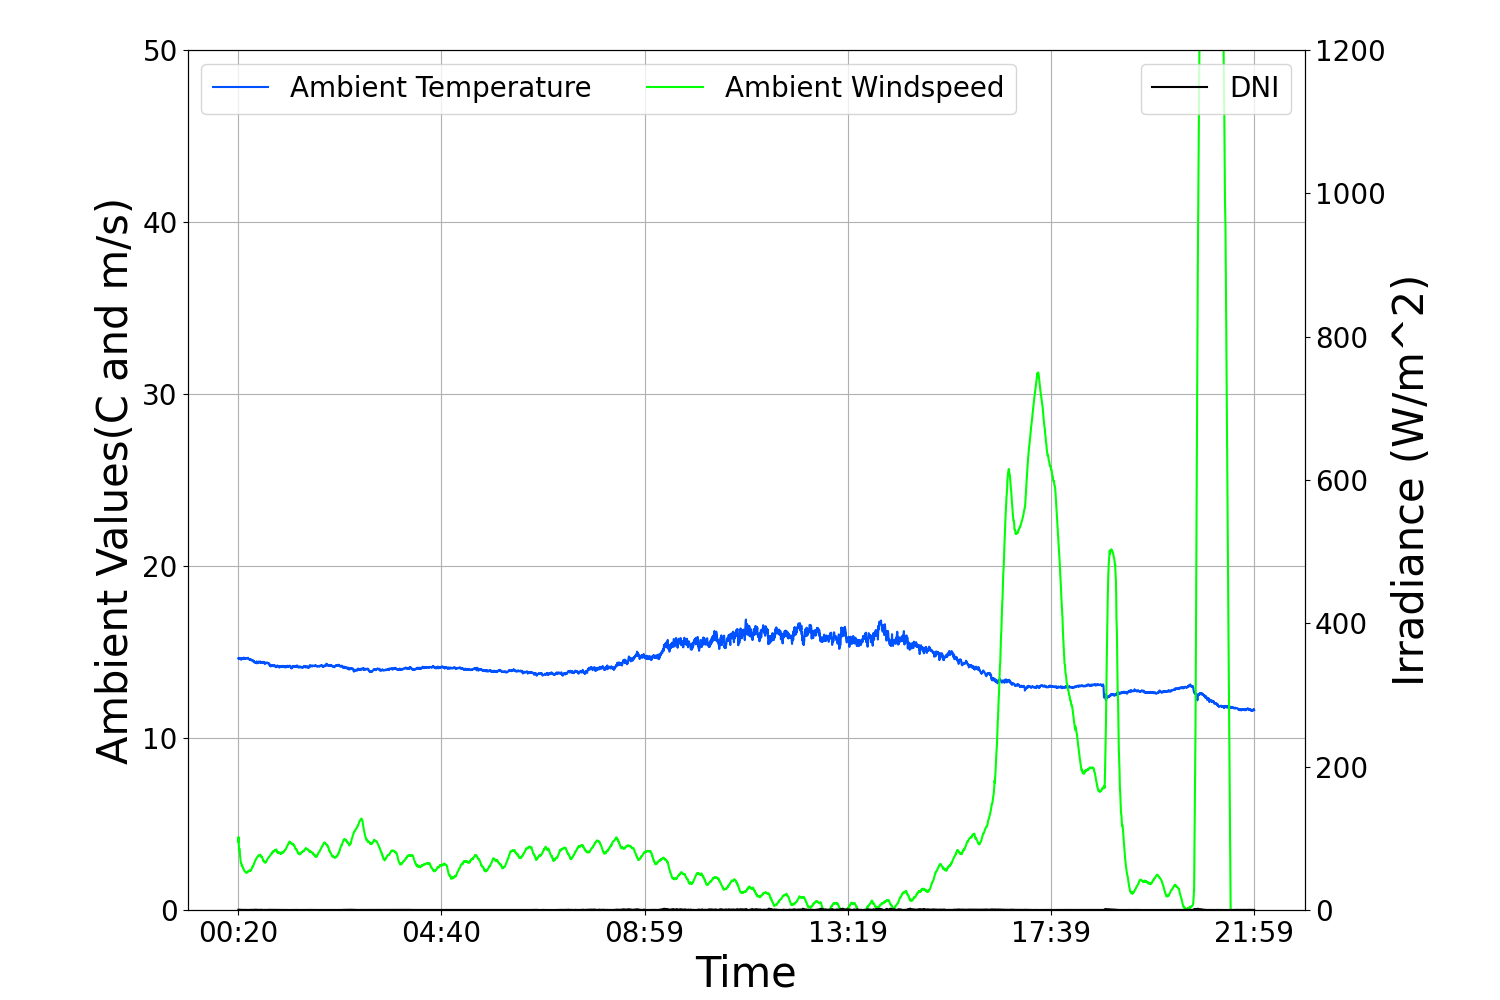 Ambient Temperature
Ambient Windspeed
DNI
50
40
30
20
10
0
Ambient Values(C and m/s)
1200
1000
800
600
400
200
0
Irradiance (W/m^2)
00:20 04:40 08:59 13:19 17:39 21:59
Time